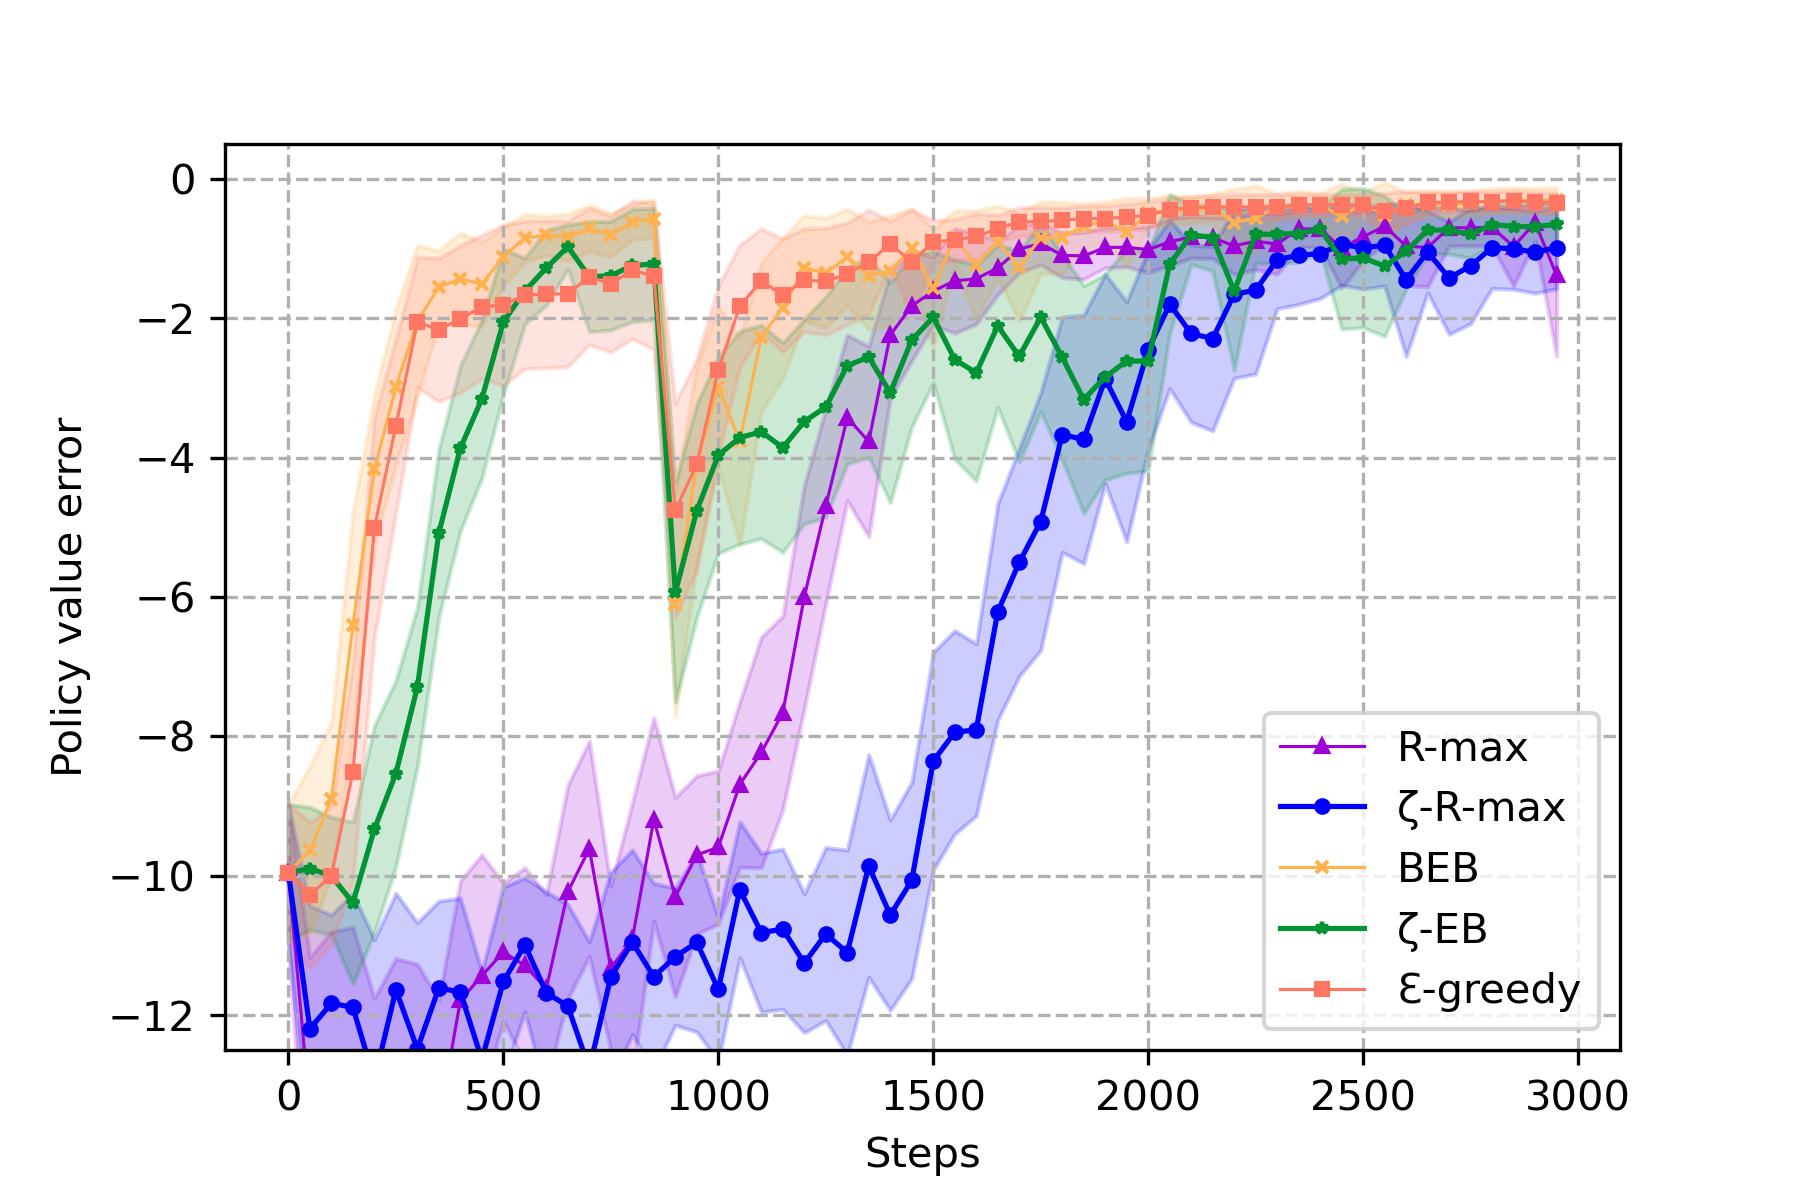 0
−2
−4
−6
−8
−10
−12
Policy value error
0
500
1000
1500
2000
2500
3000
Steps
R-max
ζ-R-max
BEB
ζ-EB
Ɛ-greedy